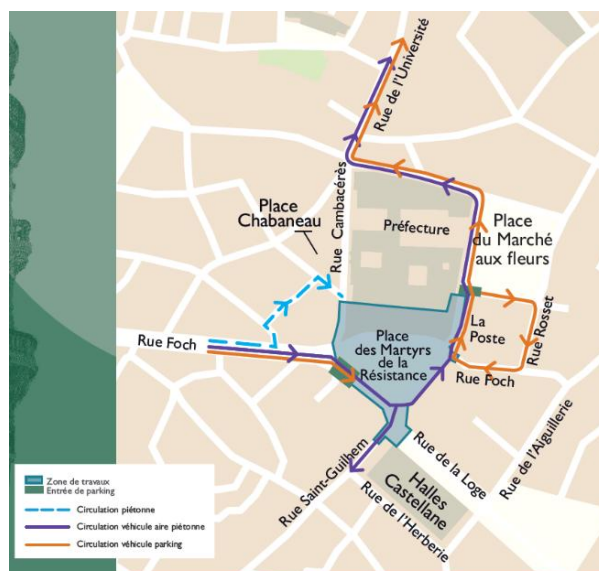 Rue de l'Université
Place
Chabaneau
Rue Cambacérès
Préfecture
Place
du Marché
aux fleurs
Rue Foch
Place
des Martyrs
de la
Résistance
La
Poste
Rue Rosset
Rue Foch
Rue de l'Aiguillerie
Rue de la Loge
Rue Saint-Guilhem
Halles
Castellane
Rue de l'Herberie
Zone de travaux
Entrée de parking
Circulation piétonne
Circulation véhicule aire piétonne
Circulation véhicule parking